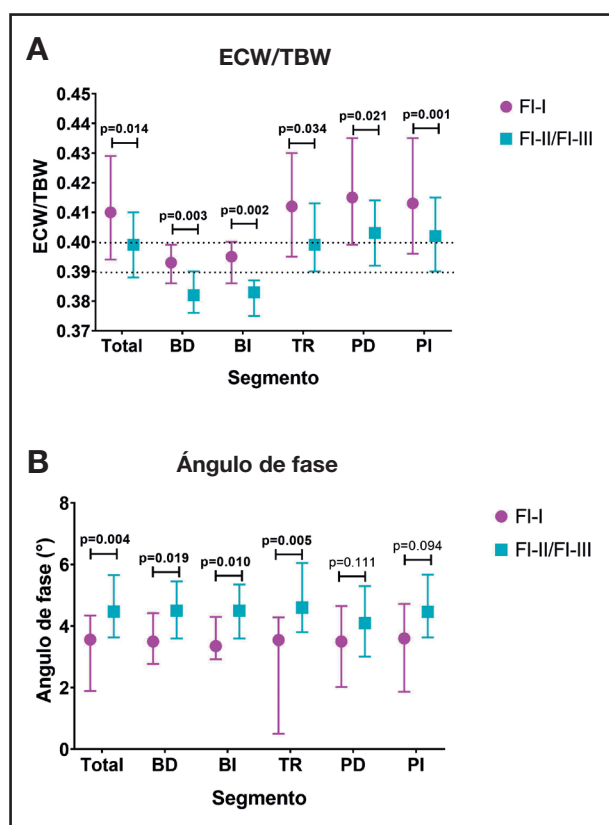 A
ECW/TBW
ECW/TBW
0.45
0.44
0.43
0.42
0.41
0.40
0.39
0.38
0.37
p=0.014
p=0.003
p=0.002
p=0.034
p=0.021
p=0.001
FI-I
FI-II/FI-III
Total BD BI TR PD PI
Segmento
B
Ángulo de fase
Angulo de fase (°)
8
6
4
2
0
p=0.004
p=0.019
p=0.010
p=0.005
p=0.111
p=0.094
FI-I
FI-II/FI-III
Total BD BI TR PD PI
Segmento